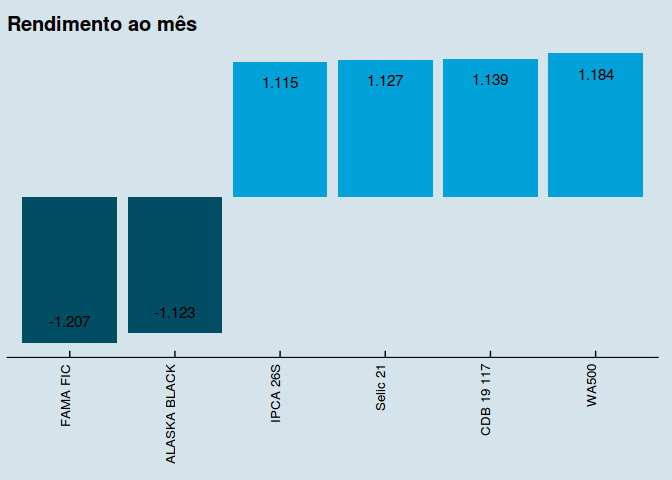 Rendimento ao mês
1.115
1.127
1.139
1.184
-1.207
-1.123
FAMA FIC
ALASKA BLACK
IPCA 26S
Selic 21
CDB 19 117
WA500